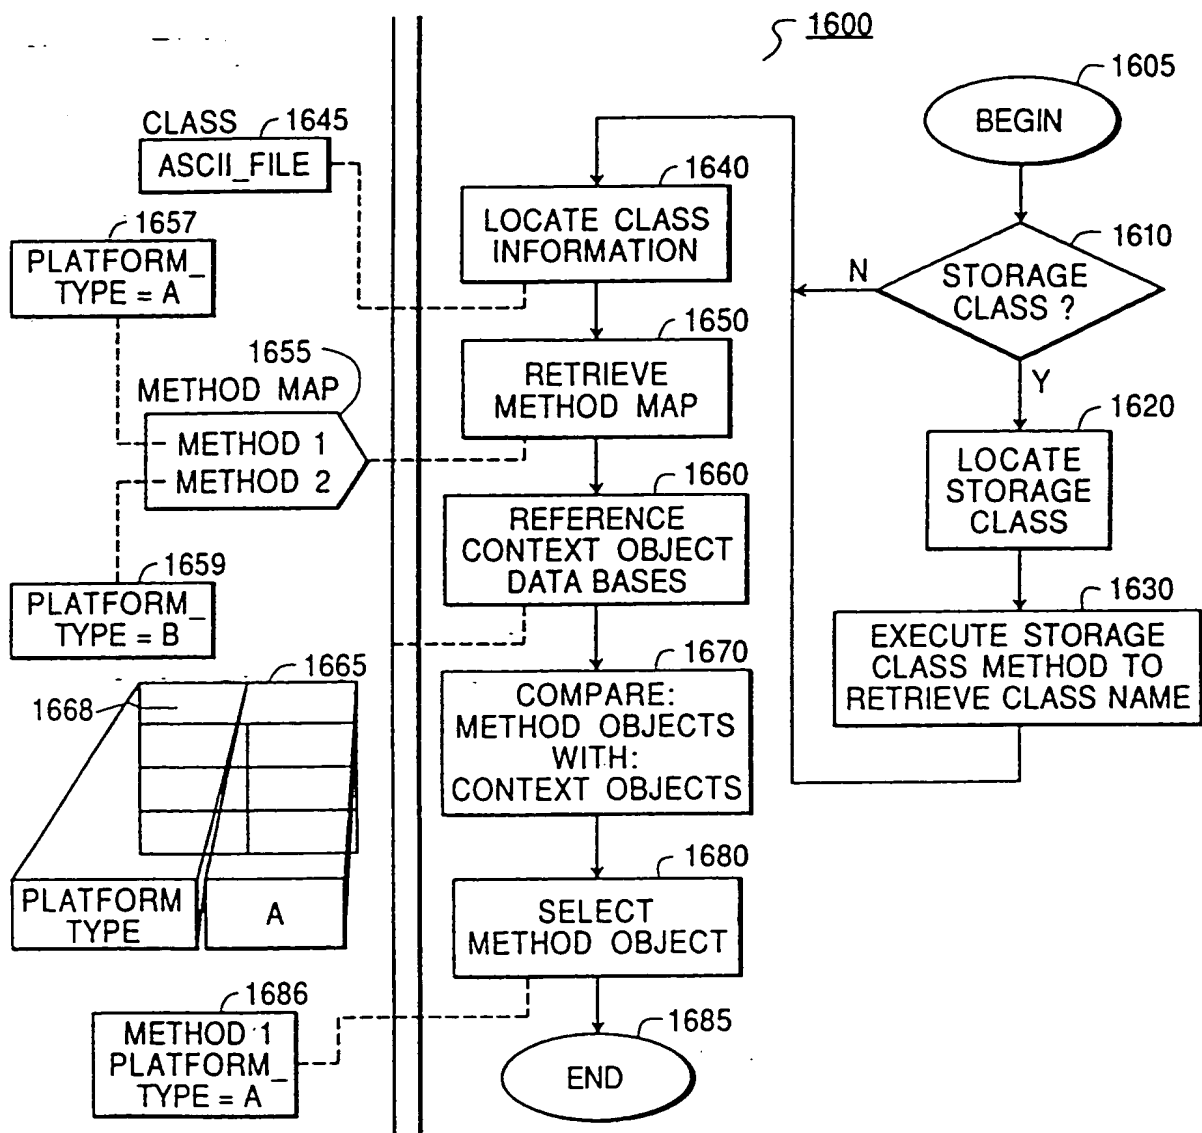 1600
1605
BEGIN
CLASS
1645
ASCII_FILE
1640
LOCATE CLASS
INFORMATION
1657
PLATFORM_
TYPE = A
1610
STORAGE
CLASS ?
N
Y
1650
RETRIEVE
METHOD MAP
1655
METHOD MAP
METHOD 1
METHOD 2
1620
LOCATE
STORAGE
CLASS
1660
REFERENCE
CONTEXT OBJECT
DATA BASES
1659
PLATFORM_
TYPE = B
1630
EXECUTE STORAGE
CLASS METHOD TO
RETRIEVE CLASS NAME
1665
1668
1670
COMPARE:
METHOD OBJECTS
WITH:
CONTEXT OBJECTS
PLATFORM
TYPE
A
1680
SELECT
METHOD OBJECT
1686
METHOD 1
PLATFORM_
TYPE = A
1685
END